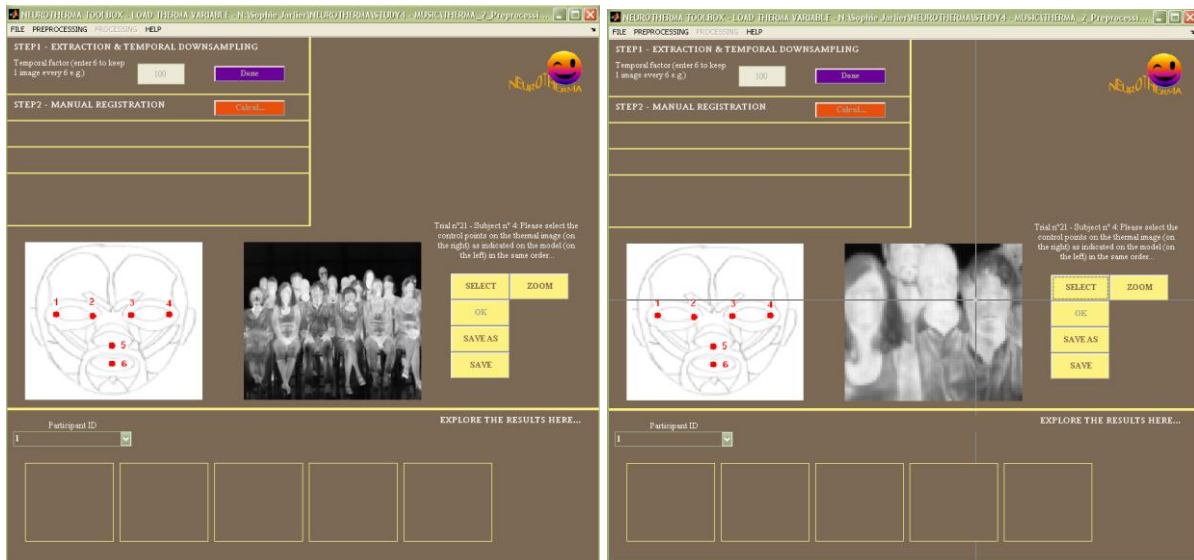 NEUROTHERMA TOOLBOX - LOAD THERMA VARIABLE - N:\Sophie Jarlier\NEUROTHERMA\STUDY4 - MUSIC\THERMA_7_Preprocessi ...
FILE PREPROCESSING PROCESSING HELP
STEP1 - EXTRACTION & TEMPORAL DOWNSAMPLING
Temporal factor (enter 6 to keep
1 image every 6 e.g.)
100
Done
NEUROTHERMA
STEP2 - MANUAL REGISTRATION
Calcul...
Trial n°21 - Subject n° 4: Please select the
control points on the thermal image (on
the right) as indicated on the model (on
the left) in the same order...
1 2 3 4
5
6
SELECT ZOOM
OK
SAVE AS
SAVE
EXPLORE THE RESULTS HERE...
Participant ID
1
NEUROTHERMA TOOLBOX - LOAD THERMA VARIABLE - N:\Sophie Jarlier\NEUROTHERMA\STUDY4 - MUSIC\THERMA_7_Preprocessi ...
FILE PREPROCESSING PROCESSING HELP
STEP1 - EXTRACTION & TEMPORAL DOWNSAMPLING
Temporal factor (enter 6 to keep
1 image every 6 e.g.)
100
Done
NEUROTHERMA
STEP2 - MANUAL REGISTRATION
Calcul...
Trial n°21 - Subject n° 4: Please select the
control points on the thermal image (on
the right) as indicated on the model (on
the left) in the same order...
1 2 3 4
5
6
SELECT ZOOM
OK
SAVE AS
SAVE
EXPLORE THE RESULTS HERE...
Participant ID
1